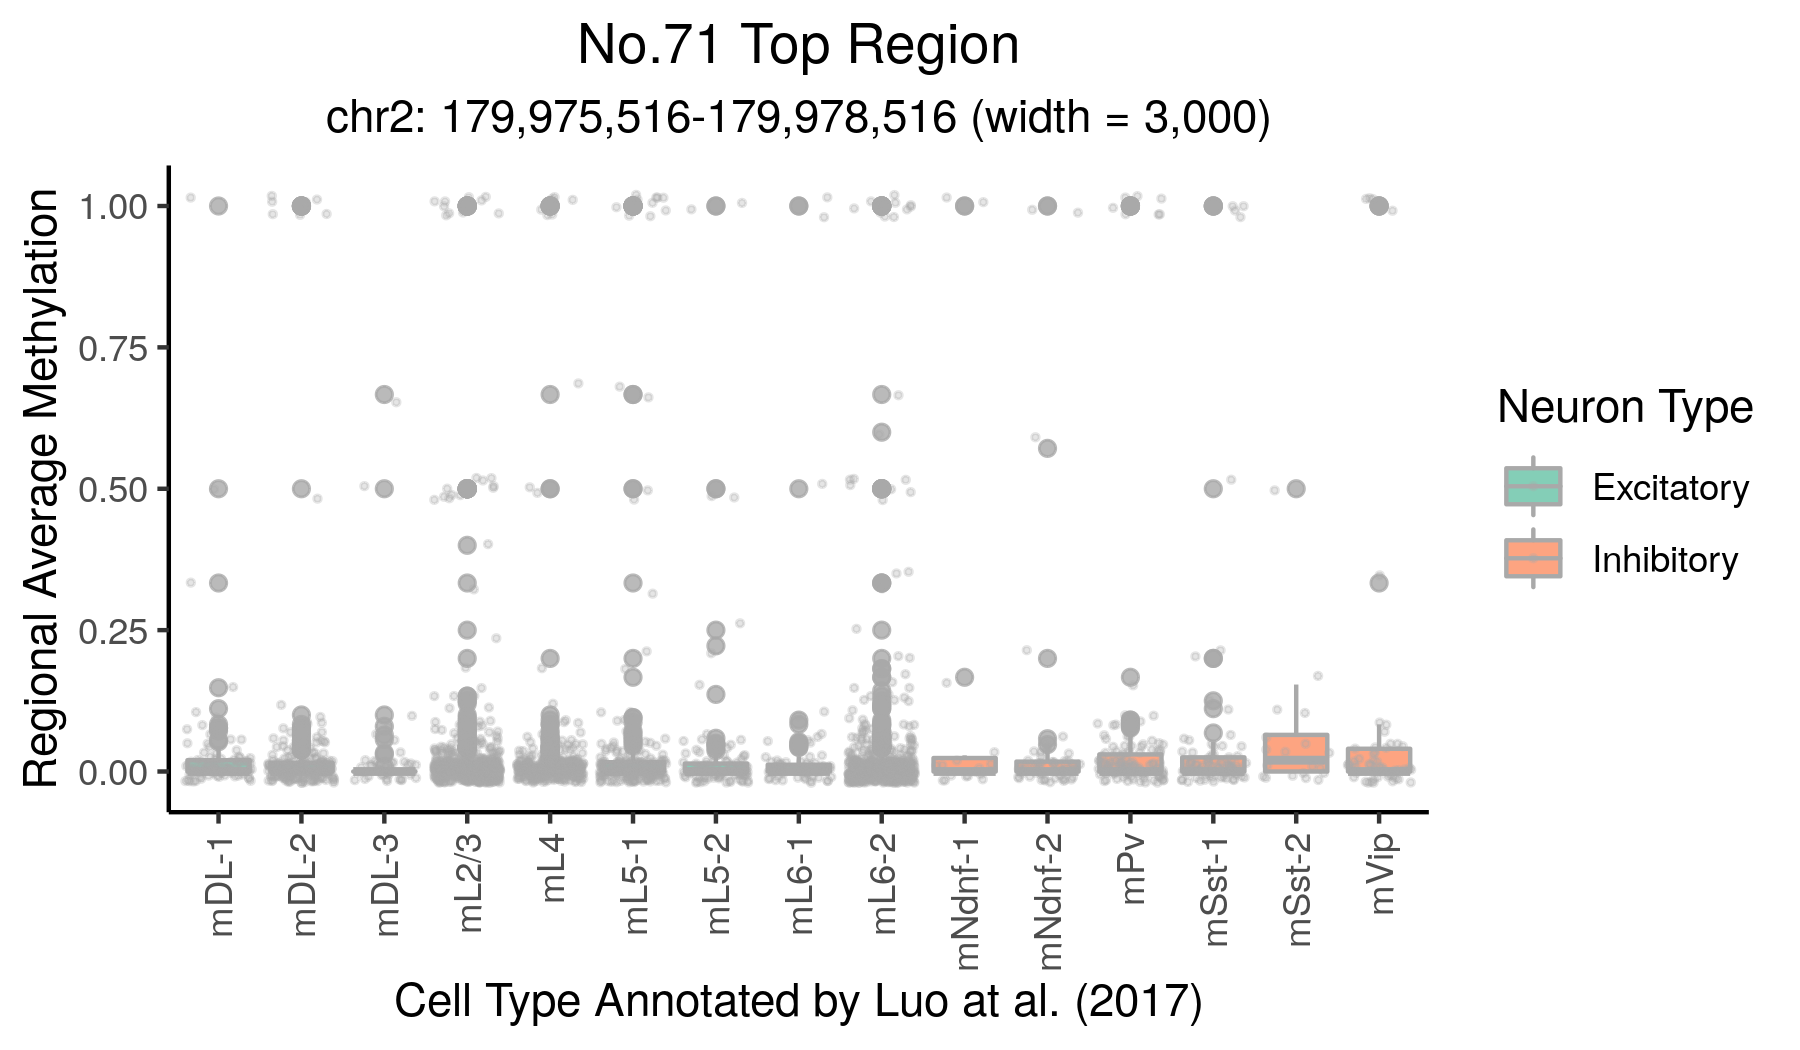 No.71 Top Region
chr2: 179,975,516-179,978,516 (width = 3,000)
Regional Average Methylation
1.00
0.75
0.50
0.25
0.00
mDL-1
mDL-2
mDL-3
mL2/3
mL4
mL5-1
mL5-2
mL6-1
mL6-2
mNdnf-1
mNdnf-2
mPv
mSst-1
mSst-2
mVip
Cell Type Annotated by Luo at al. (2017)
Neuron Type
Excitatory
Inhibitory